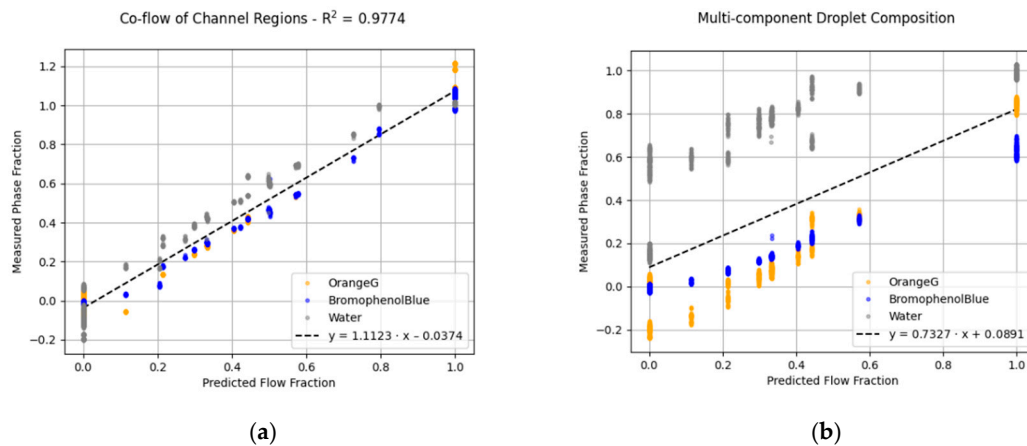 Co-flow of Channel Regions - R² = 0.9774
Measured Phase Fraction
1.2
1.0
0.8
0.6
0.4
0.2
0.0
−0.2
OrangeG
BromophenolBlue
Water
y = 1.1123 · x – 0.0374
0.0 0.2 0.4 0.6 0.8 1.0
Predicted Flow Fraction
(a)
Multi-component Droplet Composition
Measured Phase Fraction
1.0
0.8
0.6
0.4
0.2
0.0
−0.2
OrangeG
BromophenolBlue
Water
y = 0.7327 · x + 0.0891
0.0 0.2 0.4 0.6 0.8 1.0
Predicted Flow Fraction
(b)